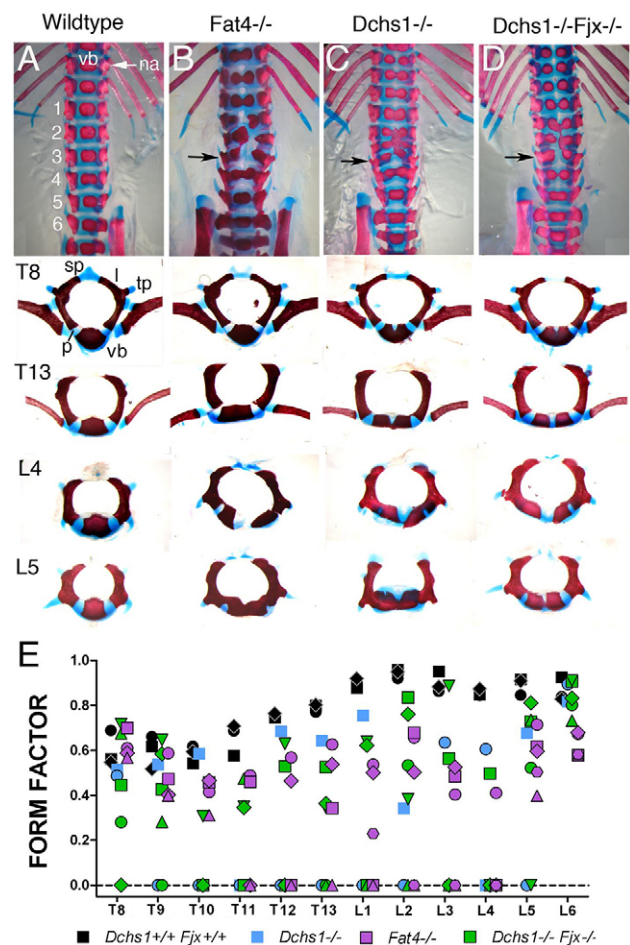 Wildtype Fat4-/- Dchs1-/- Dchs1-/-Fjx-/-
A vb na B C D
1
2
3
4
5
6
T8 sp l tp
p vb
T13
L4
L5
E
FORM FACTOR
1.0
0.8
0.6
0.4
0.2
0.0
T8 T9 T10 T11 T12 T13 L1 L2 L3 L4 L5 L6
Dchs1+/+ Fjx+/+ Dchs1-/- Fat4-/- Dchs1-/- Fjx-/-